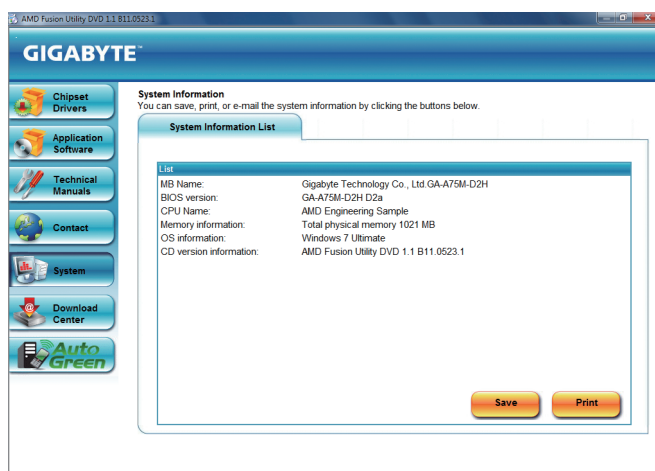 AMD Fusion Utility DVD 1.1 B11.0523.1
GIGABYTE™
Chipset
Drivers
Application
Software
Technical
Manuals
Contact
System
Download
Center
Auto
Green
System Information
You can save, print, or e-mail the system information by clicking the buttons below.
System Information List
List
MB Name: Gigabyte Technology Co., Ltd.GA-A75M-D2H
BIOS version: GA-A75M-D2H D2a
CPU Name: AMD Engineering Sample
Memory information: Total physical memory 1021 MB
OS information: Windows 7 Ultimate
CD version information: AMD Fusion Utility DVD 1.1 B11.0523.1
Save Print